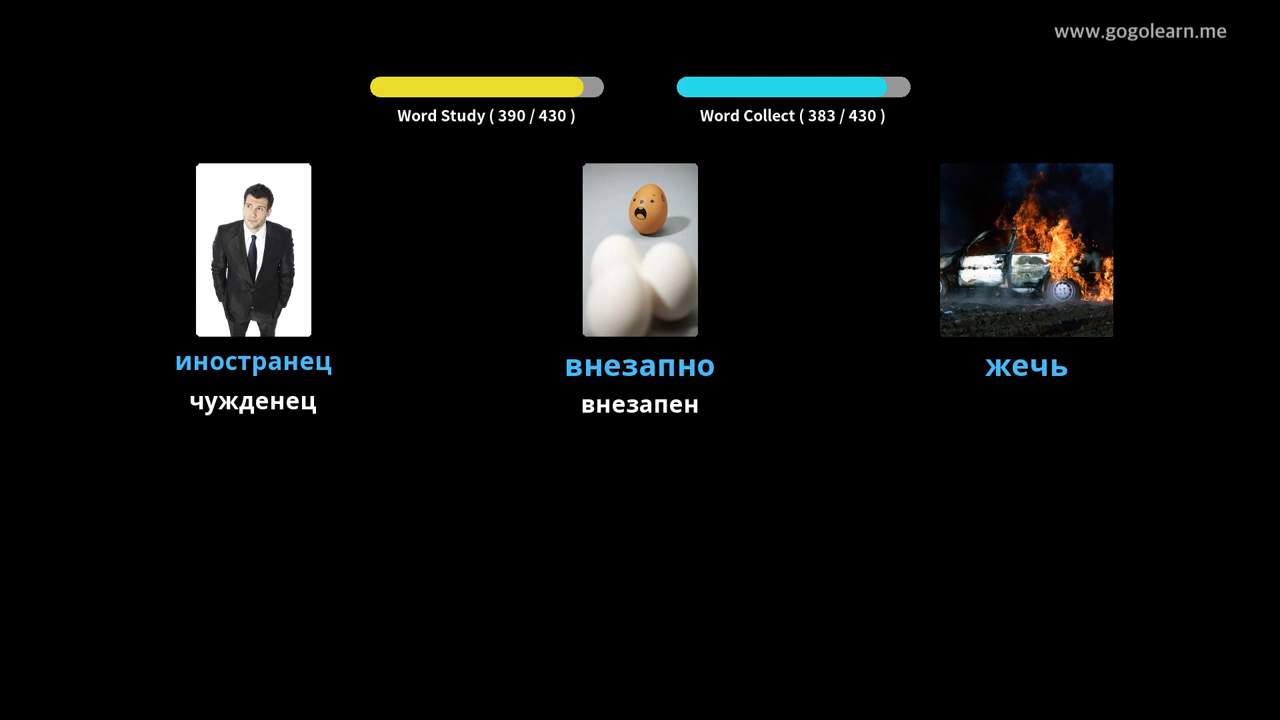 www.gogolearn.me
Word Study ( 390 / 430 )
Word Collect ( 383 / 430 )
иностранец
чужденец
внезапно
внезапен
жечь